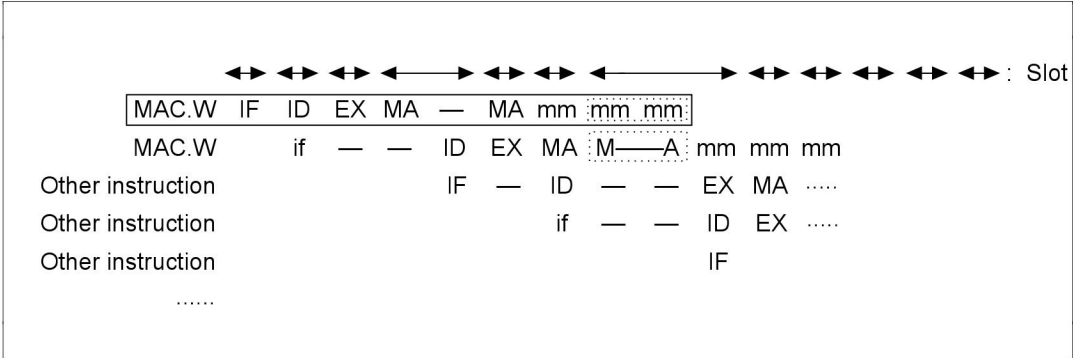 : Slot
MAC.W IF ID EX MA — MA mm mm mm
MAC.W if — — ID EX MA M——A mm mm mm
Other instruction IF — ID — — EX MA ·····
Other instruction if — — ID EX ·····
Other instruction IF
······